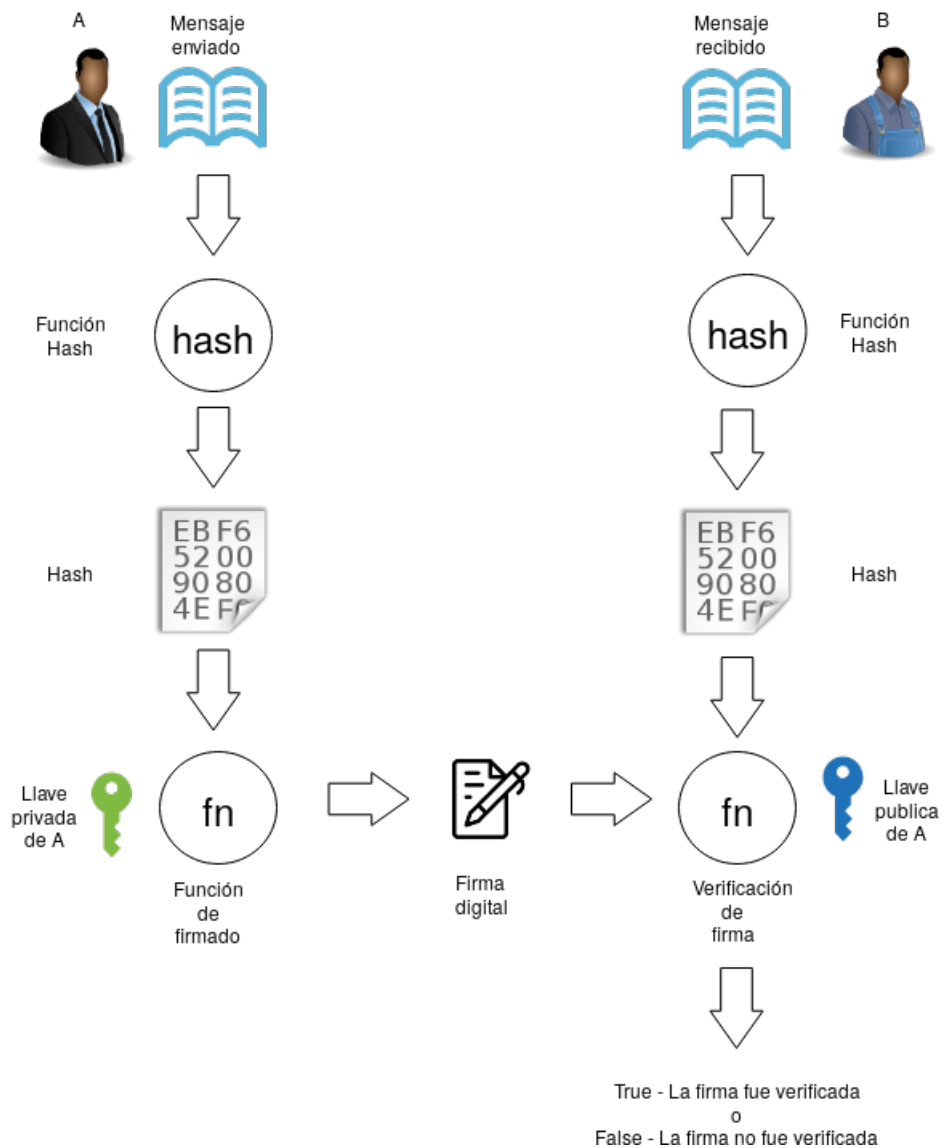 A
Mensaje
enviado
Mensaje
recibido
B
Función
Hash
hash
hash
Función
Hash
Hash
EB F6
52 00
90 80
4E F
EB F6
52 00
90 80
4E F
Hash
Llave
privada
de A
fn
Función
de
firmado
Firma
digital
fn
Verificación
de
firma
Llave
publica
de A
True - La firma fue verificada
o
False - La firma no fue verificada